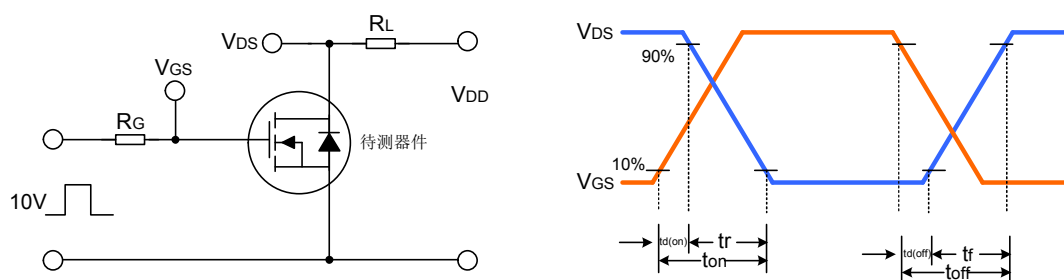 RL
VDS
VGS
VDD
RG
待测器件
10V
VDS
90%
10%
VGS
td(on)
tr
ton
td(off)
tf
toff